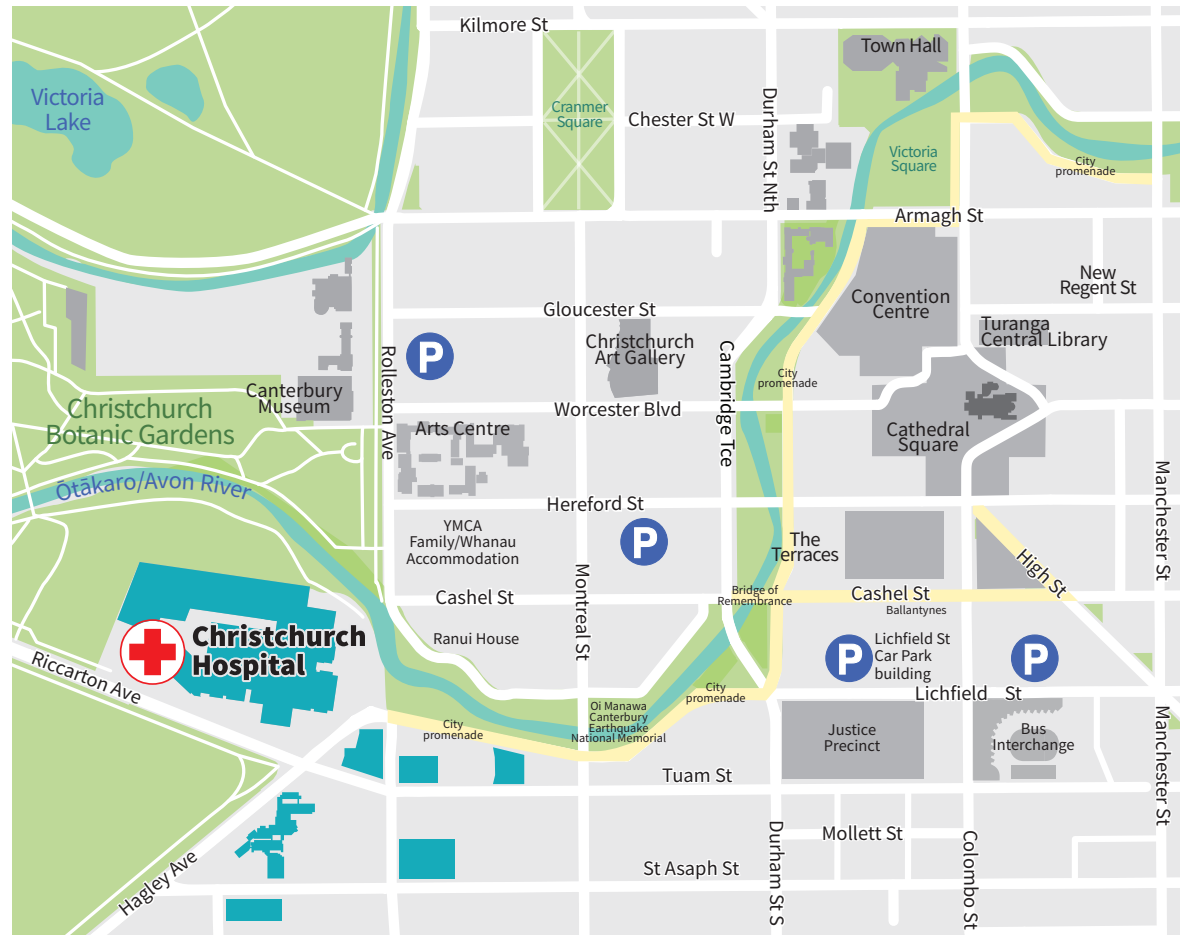 Kilmore St
Town Hall
Victoria
Lake
Cranmer
Square
Chester St W
Durham St Nth
Victoria
Square
City
promenade
Armagh St
New
Regent St
Convention
Centre
Gloucester St
Turanga
Central Library
Christchurch
Art Gallery
P
Rolleston Ave
Cambridge Tce
City
promenade
Canterbury
Museum
Worcester Blvd
Christchurch
Botanic Gardens
Arts Centre
Cathedral
Square
Ōtākaro/Avon River
Hereford St
Manchester St
YMCA
Family/Whanau
Accommodation
P
The
Terraces
High St
Montreal St
Cashel St
Bridge of
Remembrance
Cashel St
Ballantynes
Christchurch
Hospital
Ranui House
P
Lichfield St
Car Park
building
P
Riccarton Ave
Lichfield St
City
promenade
Oi Manawa
Canterbury
Earthquake
National Memorial
City
promenade
Justice
Precinct
Bus
Interchange
Manchester St
Tuam St
Mollett St
Durham St S
Colombo St
St Asaph St
Hagley Ave